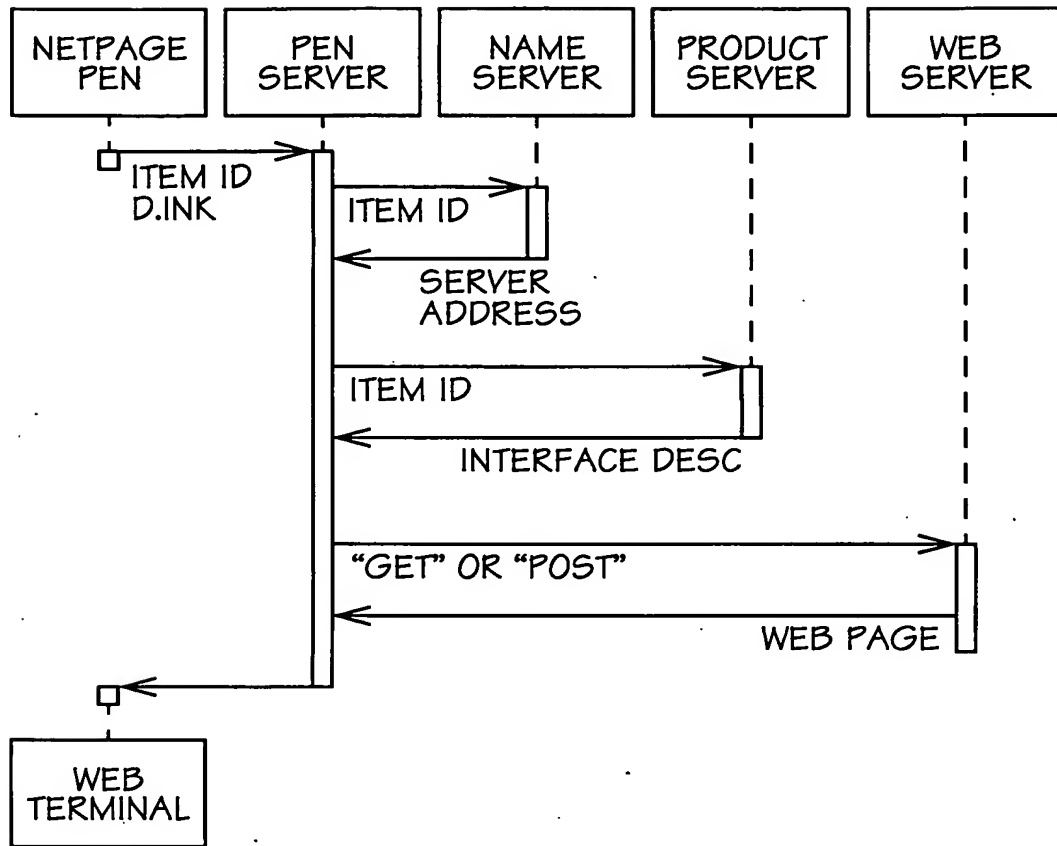 NETPAGE
PEN
PEN
SERVER
NAME
SERVER
PRODUCT
SERVER
WEB
SERVER
ITEM ID
D.INK
ITEM ID
SERVER
ADDRESS
ITEM ID
INTERFACE DESC
“GET” OR “POST”
WEB PAGE
WEB
TERMINAL